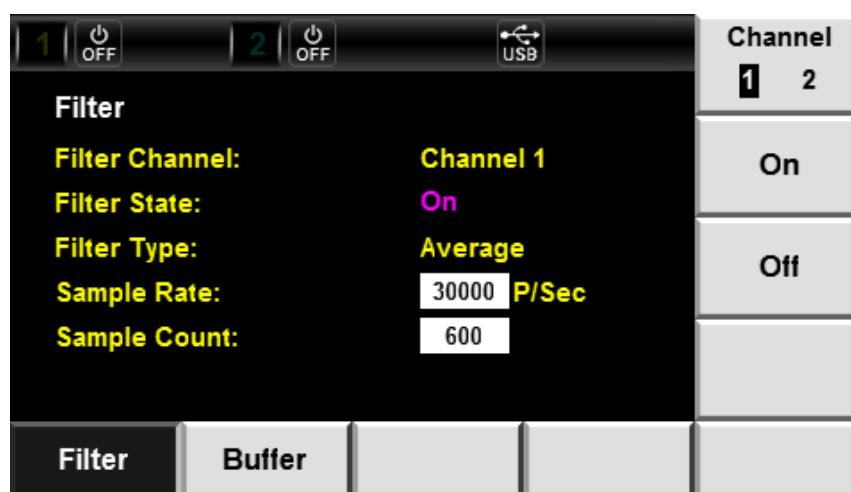 1 OFF 2 OFF USB
Channel
1 2
Filter
Filter Channel: Channel 1
On
Filter State: On
Filter Type: Average
Off
Sample Rate: 30000 P/Sec
Sample Count: 600
Filter Buffer